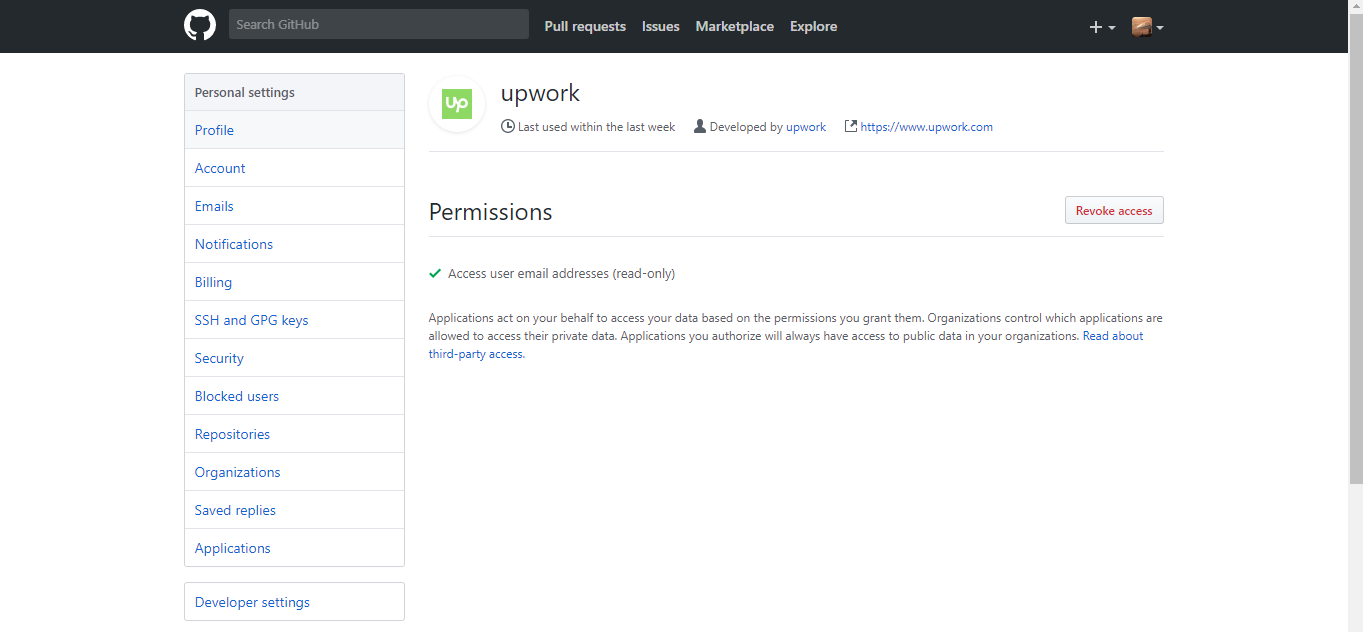 Search GitHub Pull requests Issues Marketplace Explore
Personal settings
Profile
Account
Emails
Notifications
Billing
SSH and GPG keys
Security
Blocked users
Repositories
Organizations
Saved replies
Applications
Developer settings
Up
upwork
Last used within the last week Developed by upwork https://www.upwork.com
Permissions
Revoke access
Access user email addresses (read-only)
Applications act on your behalf to access your data based on the permissions you grant them. Organizations control which applications are
allowed to access their private data. Applications you authorize will always have access to public data in your organizations. Read about
third-party access.